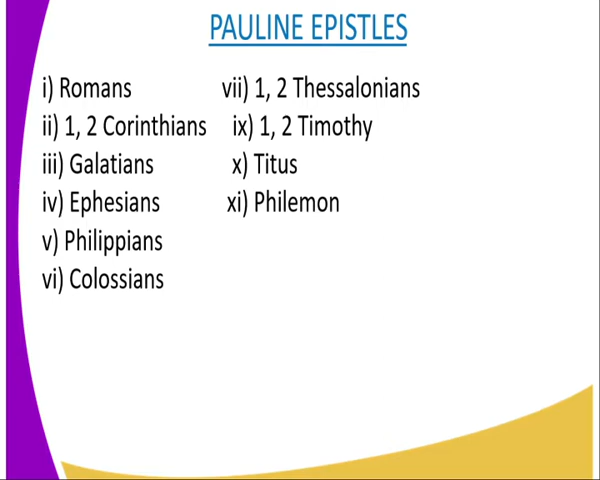 PAULINE EPISTLES
i) Romans
ii) 1, 2 Corinthians
iii) Galatians
iv) Ephesians
v) Philippians
vi) Colossians
vii) 1, 2 Thessalonians
ix) 1, 2 Timothy
x) Titus
xi) Philemon